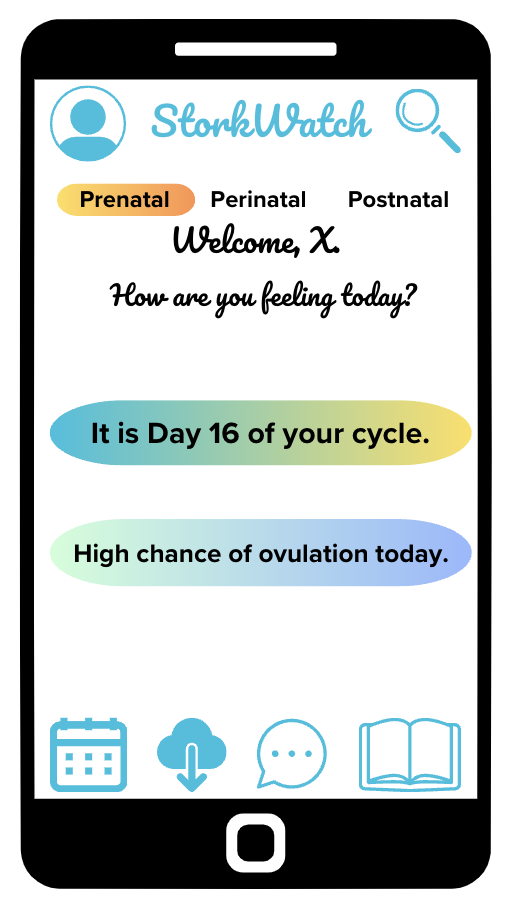 StorkWatch
Prenatal Perinatal Postnatal
Welcome, X.
How are you feeling today?
It is Day 16 of your cycle.
High chance of ovulation today.